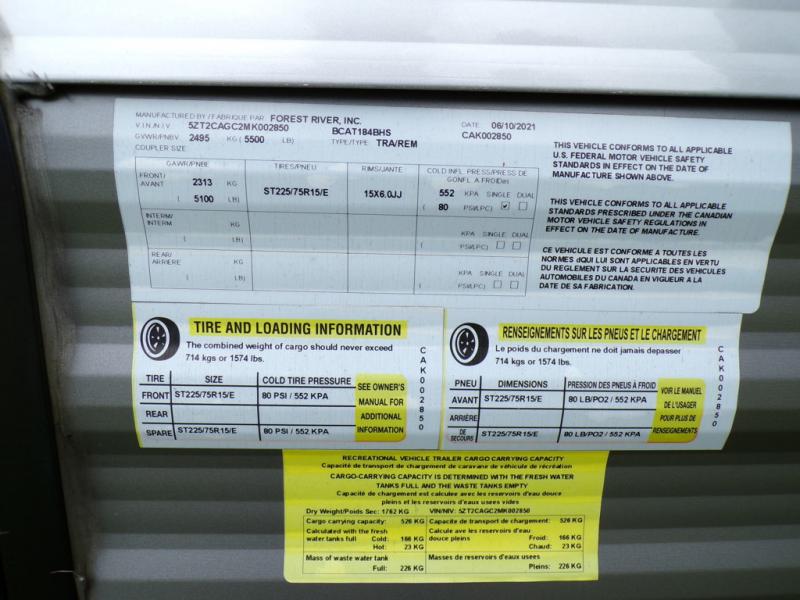 MANUFACTURED BY / FABRIQUE PAR FOREST RIVER, INC. DATE 06/10/2021
V.I.N./N.I.V. 5ZT2CAGC2MK002850 BCAT184BHS CAK002850
GVWR/PNBV 2495 KG ( 5500 LB) TYPE/TYPE: TRA/REM
COUPLER SIZE
GAWR/PNBE TIRES/PNEU RIMS/JANTE COLD INFL. PRESS/PRESS DE GONFL. A FROID
FRONT/AVANT 2313 KG ST225/75R15/E 15X6.0JJ 552 KPA SINGLE DUAL
( 5100 LB) ( 80 PSI/LPC)
INTERM/INTERM KG KPA SINGLE DUAL
( LB) ( PSI/LPC)
REAR/ARRIÈRE KG KPA SINGLE DUAL
( LB) ( PSI/LPC)
THIS VEHICLE CONFORMS TO ALL APPLICABLE
U.S. FEDERAL MOTOR VEHICLE SAFETY
STANDARDS IN EFFECT ON THE DATE OF
MANUFACTURE SHOWN ABOVE.
THIS VEHICLE CONFORMS TO ALL APPLICABLE
STANDARDS PRESCRIBED UNDER THE CANADIAN
MOTOR VEHICLE SAFETY REGULATIONS IN
EFFECT ON THE DATE OF MANUFACTURE.
CE VEHICULE EST CONFORME A TOUTES LES
NORMES dQUI LUI SONT APPLICABLES EN VERTU
DU REGLEMENT SUR LA SECURITE DES VEHICULES
AUTOMOBILES DU CANADA EN VIGUEUR A LA
DATE DE SA FABRICATION.
TIRE AND LOADING INFORMATION
The combined weight of cargo should never exceed
714 kgs or 1574 lbs.
TIRE SIZE COLD TIRE PRESSURE
FRONT ST225/75R15/E 80 PSI / 552 KPA
REAR
SPARE ST225/75R15/E 80 PSI / 552 KPA
SEE OWNER'S
MANUAL FOR
ADDITIONAL
INFORMATION
CAK002850
RENSEIGNEMENTS SUR LES PNEUS ET LE CHARGEMENT
Le poids du chargement ne doit jamais depasser
714 kgs or 1574 lbs.
PNEU DIMENSIONS PRESSION DES PNEUS À FROID
AVANT ST225/75R15/E 80 LB/PO2 / 552 KPA
ARRIÈRE
DE SECOURS ST225/75R15/E 80 LB/PO2 / 552 KPA
VOIR LE MANUEL
DE L'USAGER
POUR PLUS DE
RENSEIGNEMENTS
CAK002850
RECREATIONAL VEHICLE TRAILER CARGO CARRYING CAPACITY
Capacité de transport de chargement de caravane de véhicule de récréation
CARGO-CARRYING CAPACITY IS DETERMINED WITH THE FRESH WATER
TANKS FULL AND THE WASTE TANKS EMPTY
Capacité de chargement est calculee avec les reservoirs d'eau douce
pleins et les reservoirs d'eaux usees vides
Dry Weight/Poids Sec: 1762 KG VIN/NIV: 5ZT2CAGC2MK002850
Cargo carrying capacity: 526 KG Capacite de transport de chargement: 526 KG
Calculated with the fresh Calcule avec les reservoirs d'eau
water tanks full Cold: 166 KG douce pleins Froid: 166 KG
Hot: 23 KG Chaud: 23 KG
Mass of waste water tank Masses de reservoirs d'eaux usees
Full: 226 KG Pleins: 226 KG